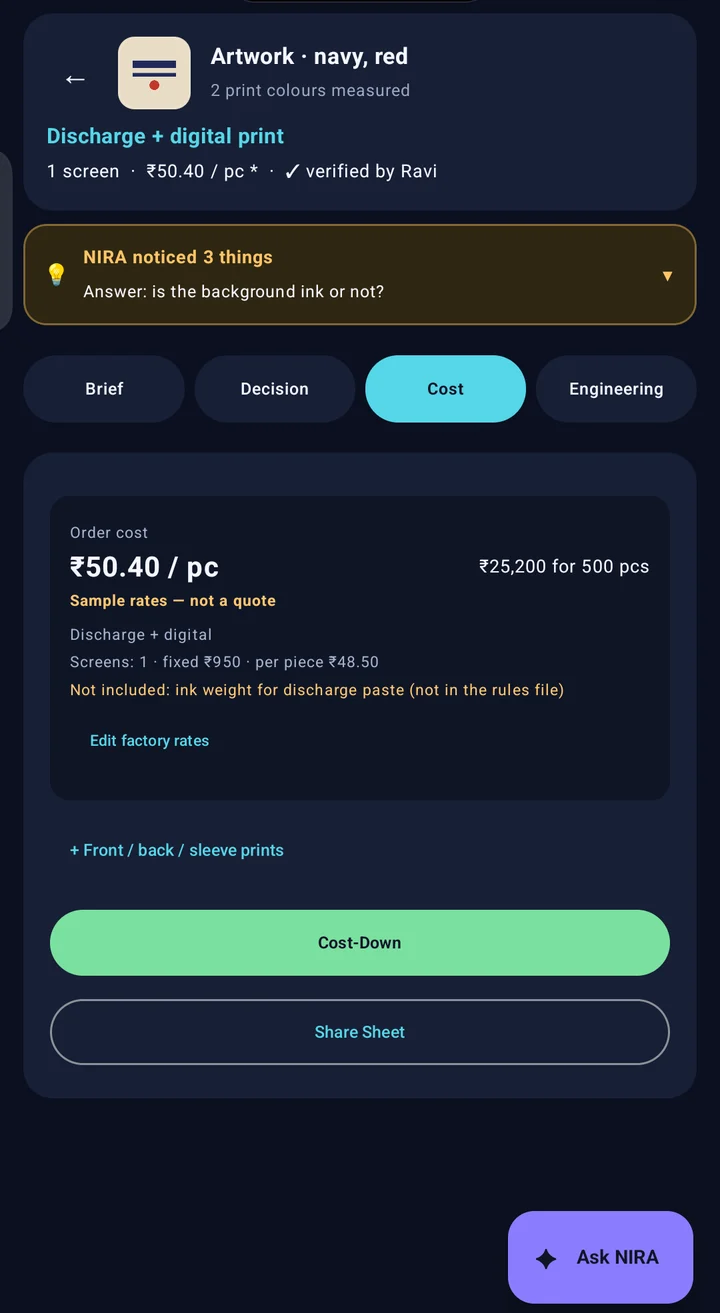 ←
Artwork · navy, red
2 print colours measured
Discharge + digital print
1 screen · ₹50.40 / pc * · ✓ verified by Ravi
NIRA noticed 3 things
Answer: is the background ink or not?
▼
Brief
Decision
Cost
Engineering
Order cost
₹50.40 / pc
₹25,200 for 500 pcs
Sample rates — not a quote
Discharge + digital
Screens: 1 · fixed ₹950 · per piece ₹48.50
Not included: ink weight for discharge paste (not in the rules file)
Edit factory rates
+ Front / back / sleeve prints
Cost-Down
Share Sheet
Ask NIRA